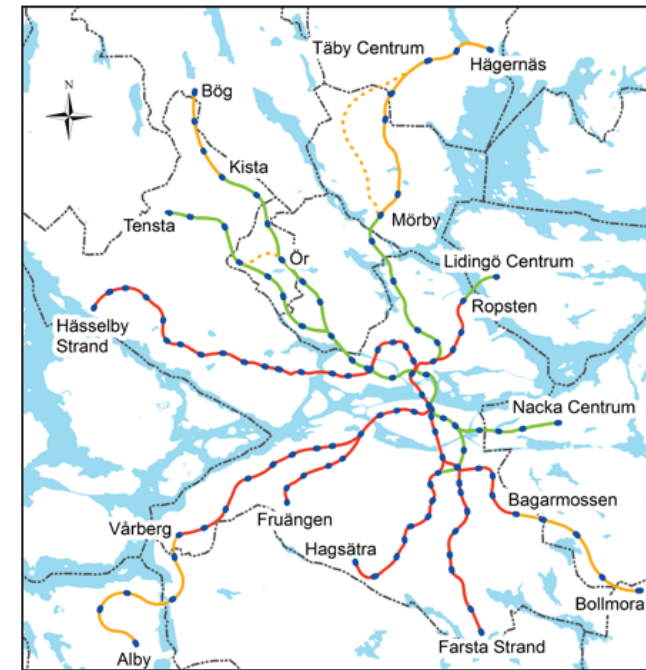 Täby Centrum
Hägernäs
N
Bög
Kista
Tensta
Mörby
Ör
Lidingö Centrum
Ropsten
Hässelby
Strand
Nacka Centrum
Bagarmossen
Vårberg
Fruängen
Hagsätra
Bollmora
Alby
Farsta Strand